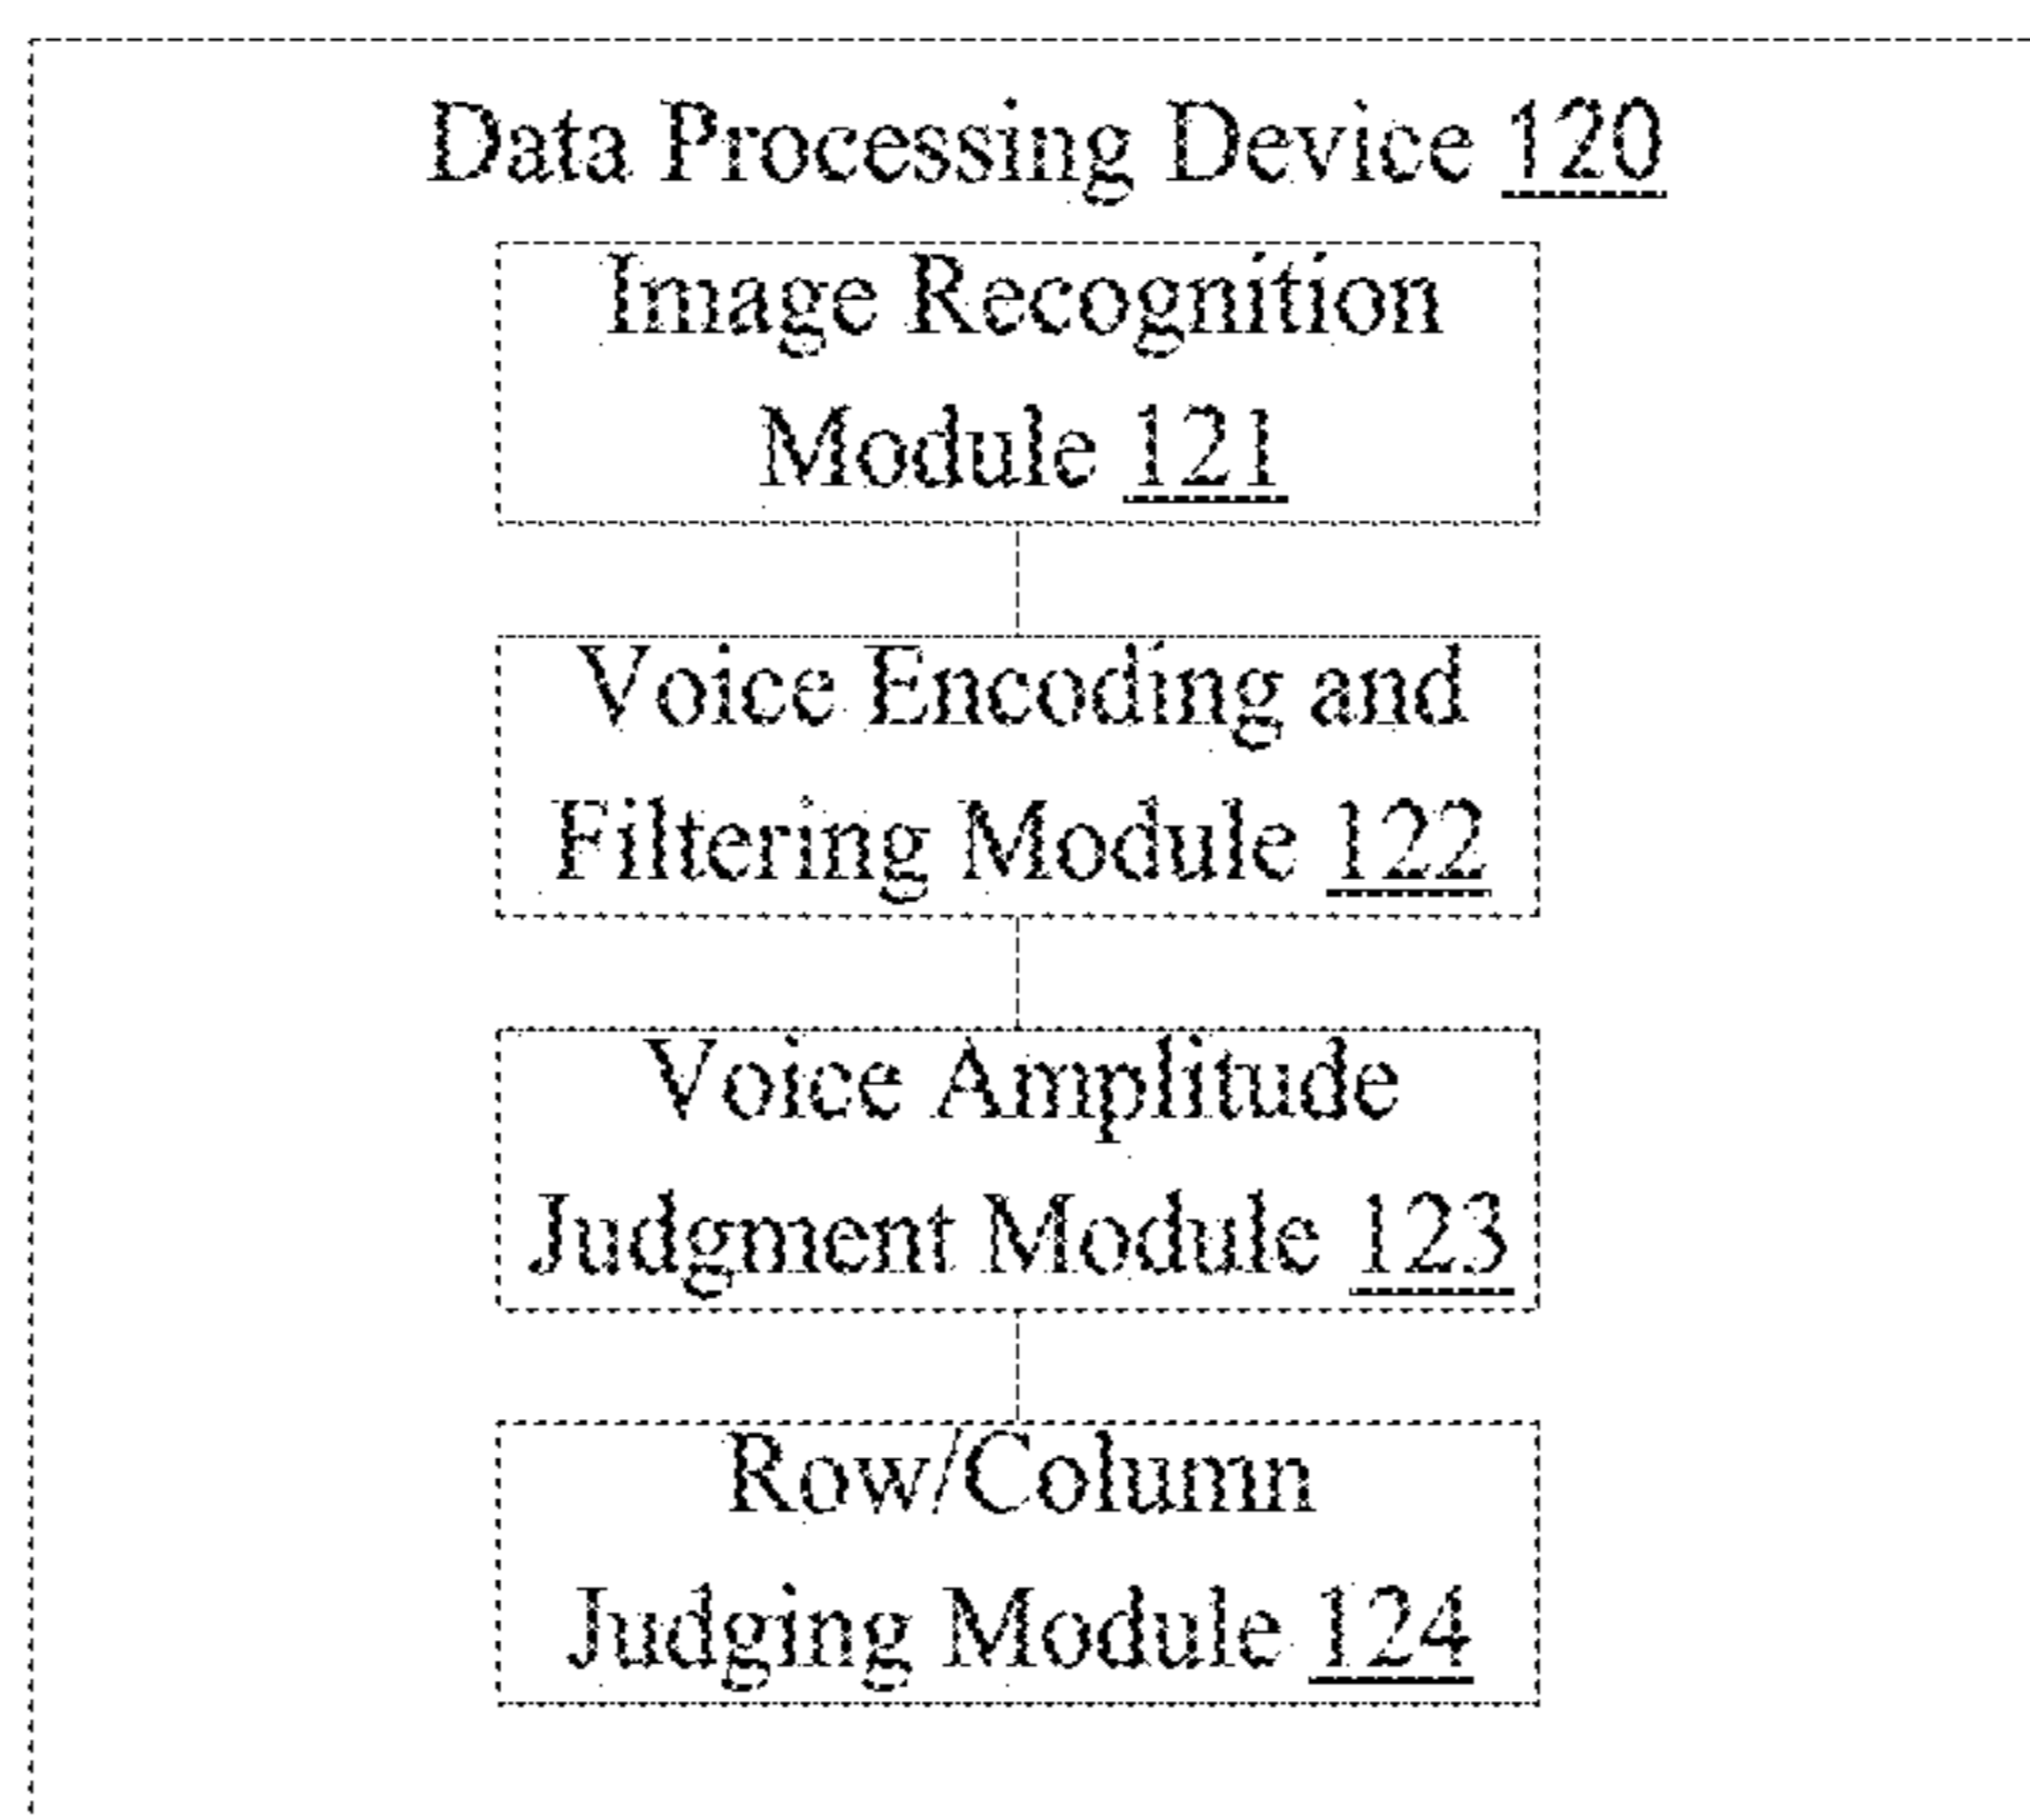 Data Processing Device 120
Image Recognition
Module 121
Voice Encoding and
Filtering Module 122
Voice Amplitude
Judgment Module 123
Row/Column
Judging Module 124